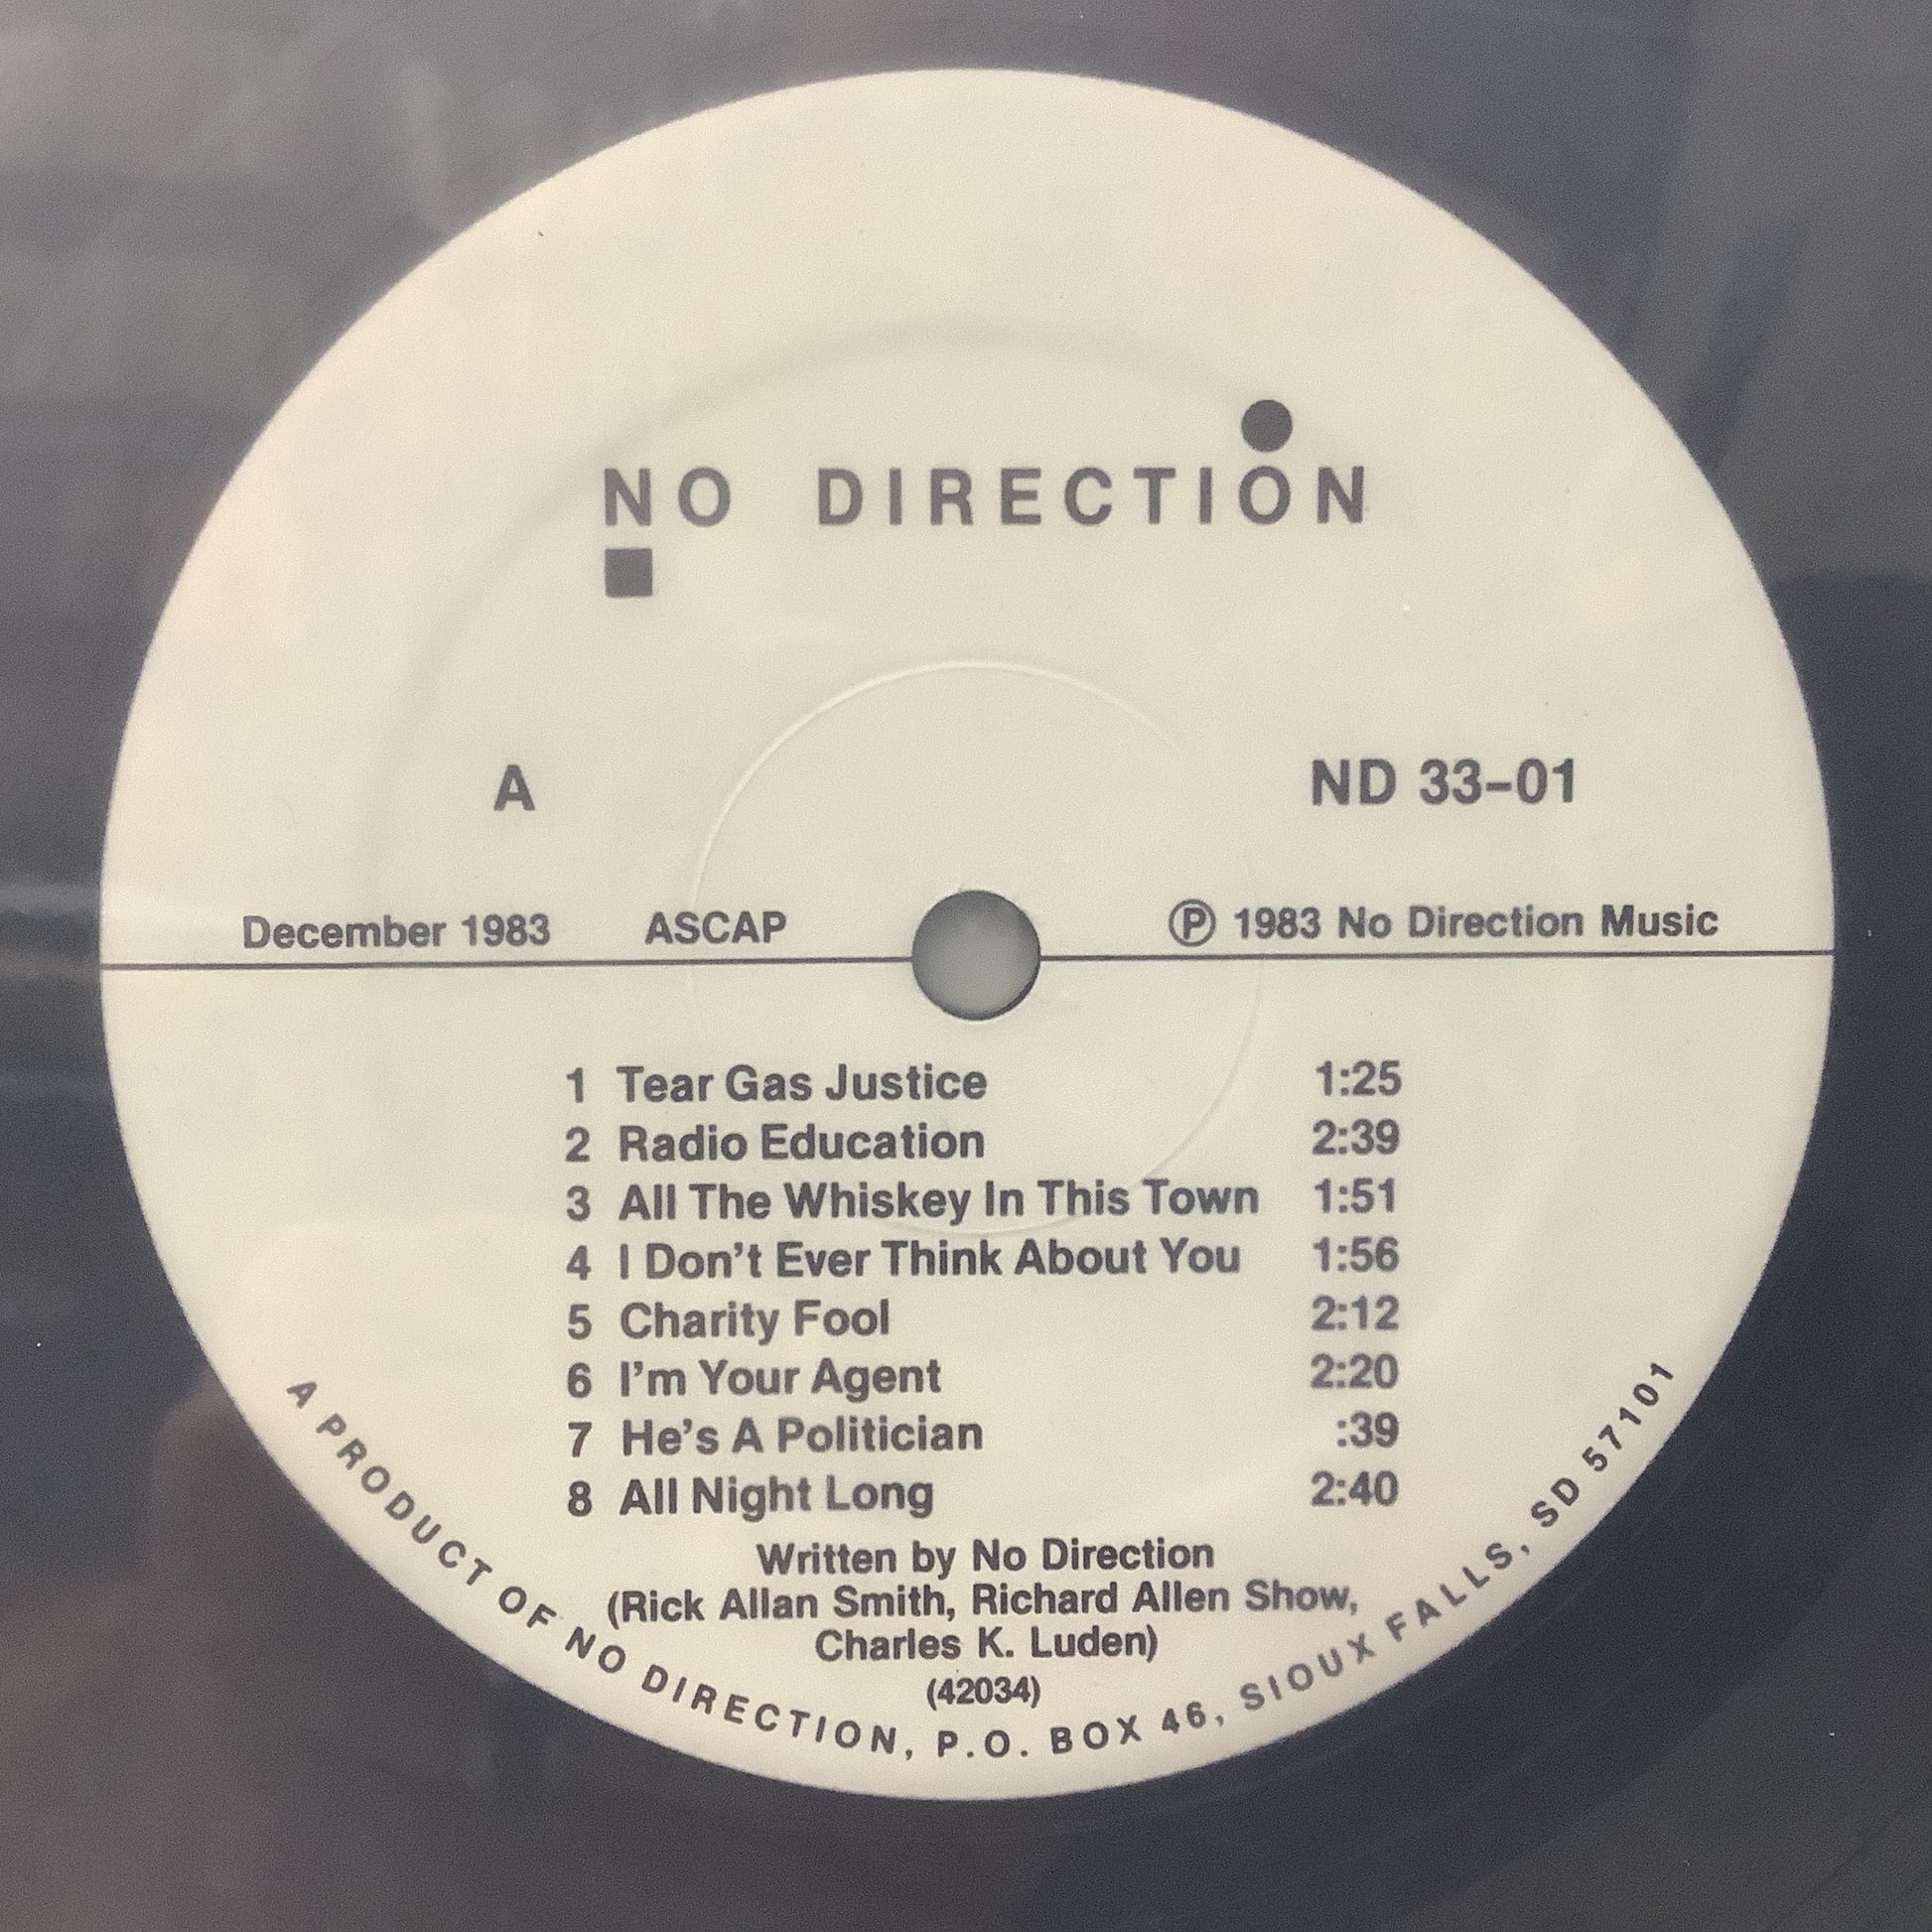 NO DIRECTION
A
ND 33-01
December 1983 ASCAP ℗ 1983 No Direction Music
1 Tear Gas Justice 1:25
2 Radio Education 2:39
3 All The Whiskey In This Town 1:51
4 I Don't Ever Think About You 1:56
5 Charity Fool 2:12
6 I'm Your Agent 2:20
7 He's A Politician :39
8 All Night Long 2:40
Written by No Direction
(Rick Allan Smith, Richard Allen Show,
Charles K. Luden)
(42034)
A PRODUCT OF NO DIRECTION, P.O. BOX 46, SIOUX FALLS, SD 57101